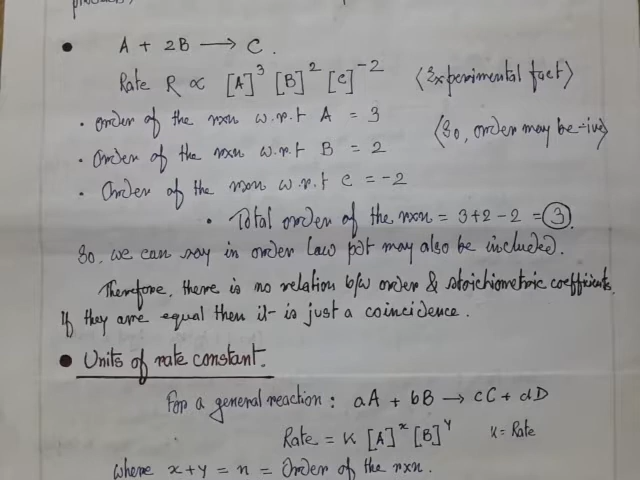 • A + 2B → C.
Rate R ∝ [A]³ [B]² [C]⁻² ⟨Experimental fact⟩
• order of the rxn w.r.t A = 3 ⟨So, order may be -ive⟩
• Order of the rxn w.r.t B = 2
• Order of the rxn w.r.t C = -2
• Total order of the rxn = 3+2-2 = 3.
So, we can say in order law pdt may also be included.
Therefore, there is no relation b/w order & stoichiometric coefficients.
If they are equal then it is just a coincidence.
• Units of rate constant.
For a general reaction: aA + bB → cC + dD
Rate = K [A]ˣ [B]ʸ K = Rate
where x+y = n = Order of the rxn.